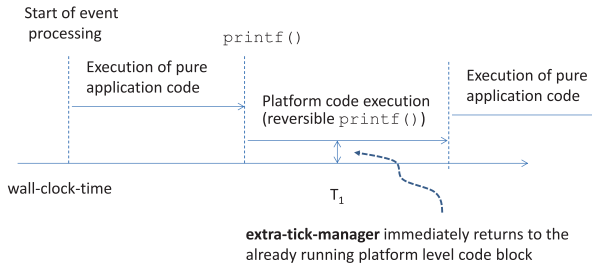 Start of event
processing
printf()
Execution of pure
application code
Platform code execution
(reversible printf())
Execution of pure
application code
wall-clock-time
T1
extra-tick-manager immediately returns to the
already running platform level code block